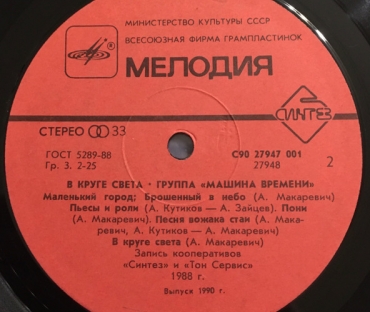 МИНИСТЕРСТВО КУЛЬТУРЫ СССР
ВСЕСОЮЗНАЯ ФИРМА ГРАМПЛАСТИНОК
МЕЛОДИЯ
СИНТЕЗ
СТЕРЕО 33
ГОСТ 5289-88
Гр. 3. 2-25
С90 27947 001
27948
2
В КРУГЕ СВЕТА · ГРУППА «МАШИНА ВРЕМЕНИ»
Маленький город; Брошенный в небо (А. Макаревич)
Пьесы и роли (А. Кутиков — А. Зайцев). Пони
(А. Макаревич). Песня вожака стаи (А. Мака-
ревич, А. Кутиков — А. Макаревич)
В круге света (А. Макаревич)
Запись кооперативов
«Синтез» и «Тон Сервис»
1988 г.
Выпуск 1990 г.